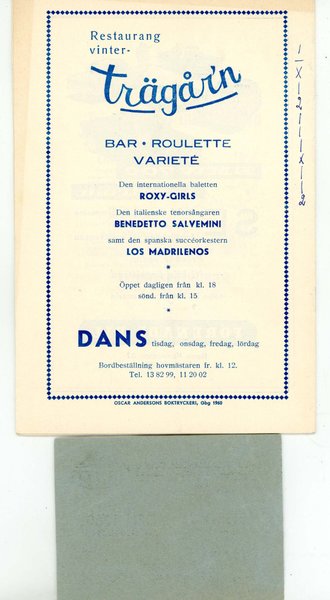 Restaurang
vinter-
trägår'n
BAR • ROULETTE
VARIETÉ
Den internationella baletten
ROXY-GIRLS
Den italienske tenorsångaren
BENEDETTO SALVEMINI
samt den spanska succéorkestern
LOS MADRILENOS
*
Öppet dagligen från kl. 18
sönd. från kl. 15
*
DANS tisdag, onsdag, fredag, lördag
Bordbeställning hovmästaren fr. kl. 12.
Tel. 13 82 99, 11 20 02
OSCAR ANDERSONS BOKTRYCKERI, Gbg 1960